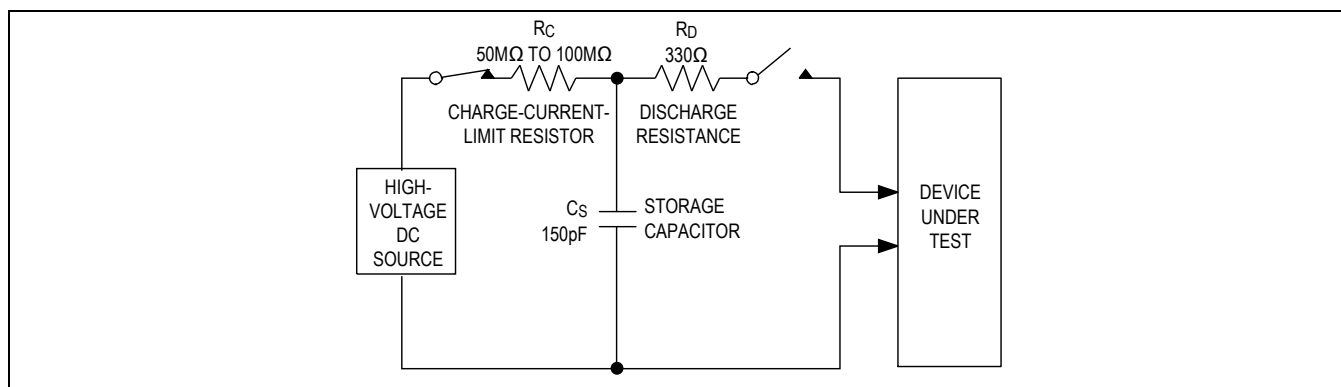 RC
50MΩ TO 100MΩ
CHARGE-CURRENT-
LIMIT RESISTOR
RD
330Ω
DISCHARGE
RESISTANCE
HIGH-
VOLTAGE
DC
SOURCE
CS
150pF
STORAGE
CAPACITOR
DEVICE
UNDER
TEST